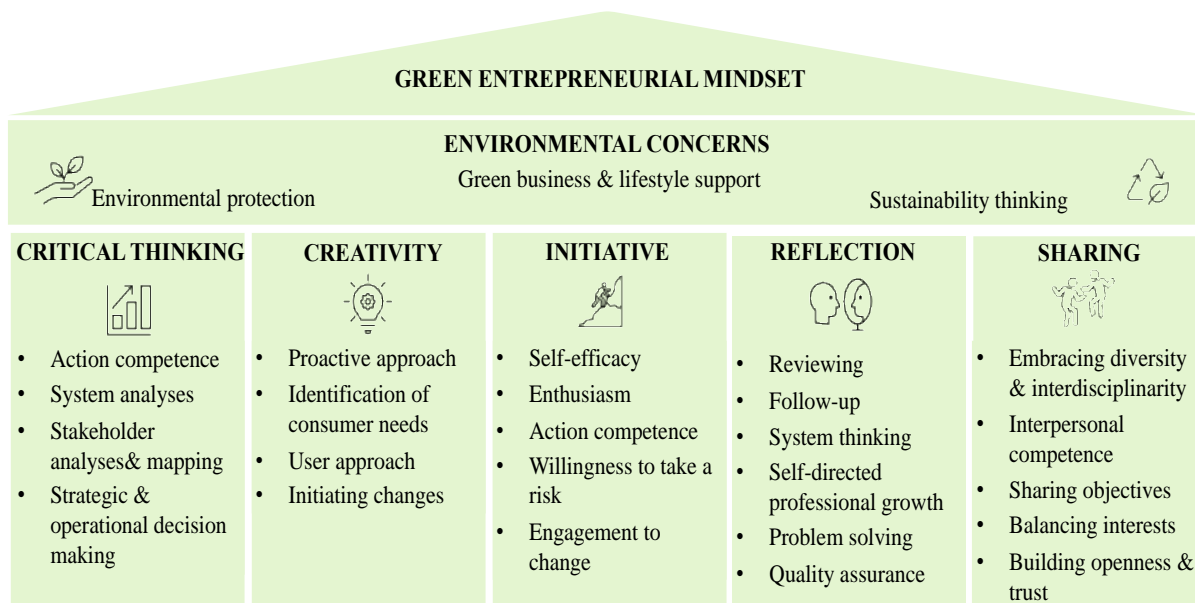 GREEN ENTREPRENEURIAL MINDSET
ENVIRONMENTAL CONCERNS
Green business & lifestyle support
Environmental protection
Sustainability thinking
CRITICAL THINKING
• Action competence
• System analyses
• Stakeholder
analyses& mapping
• Strategic &
operational decision
making
CREATIVITY
• Proactive approach
• Identification of
consumer needs
• User approach
• Initiating changes
INITIATIVE
• Self-efficacy
• Enthusiasm
• Action competence
• Willingness to take a
risk
• Engagement to
change
REFLECTION
• Reviewing
• Follow-up
• System thinking
• Self-directed
professional growth
• Problem solving
• Quality assurance
SHARING
• Embracing diversity
& interdisciplinarity
• Interpersonal
competence
• Sharing objectives
• Balancing interests
• Building openness &
trust